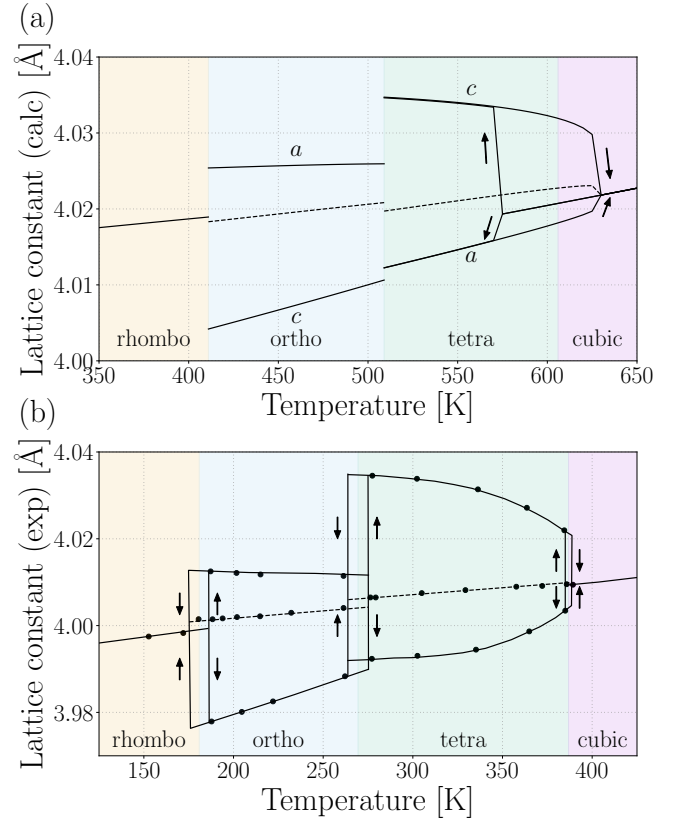 (a)
Lattice constant (calc) [Å]
4.04
4.03
4.02
4.01
4.00
c
a
a
c
rhombo ortho tetra cubic
350 400 450 500 550 600 650
Temperature [K]
(b)
Lattice constant (exp) [Å]
4.04
4.02
4.00
3.98
rhombo ortho tetra cubic
150 200 250 300 350 400
Temperature [K]